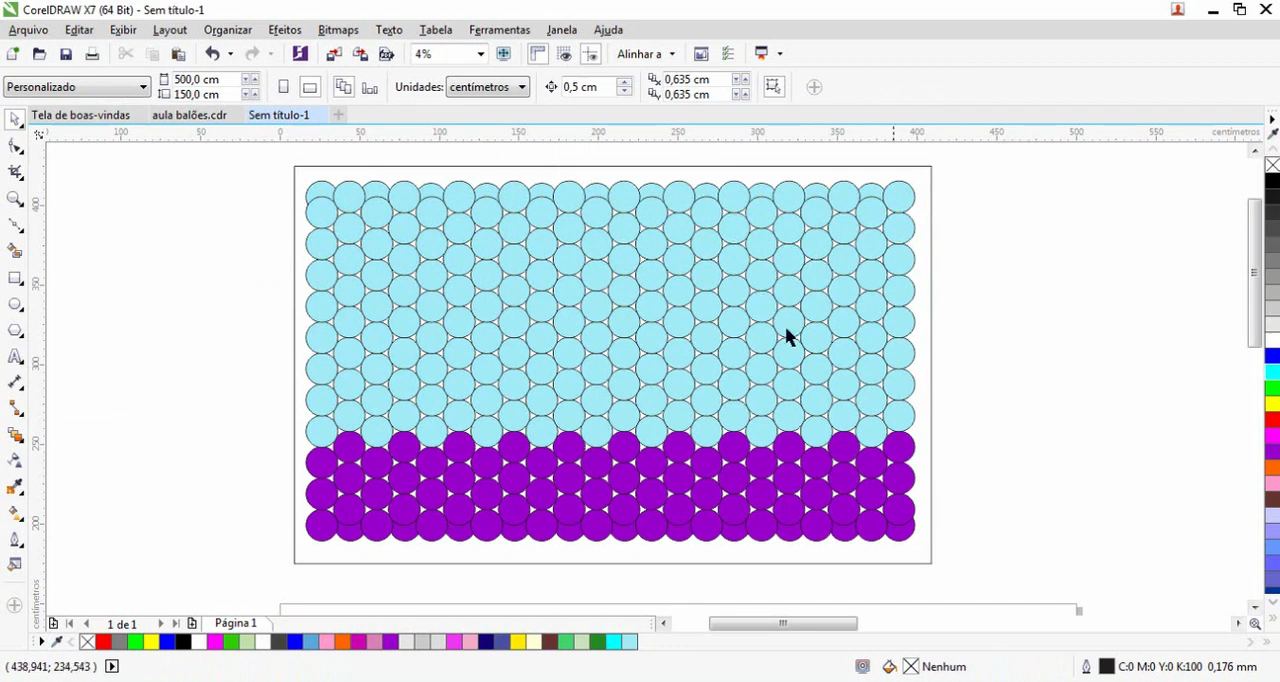 CorelDRAW X7 (64 Bit) - Sem título-1
Arquivo Editar Exibir Layout Organizar Efeitos Bitmaps Texto Tabela Ferramentas Janela Ajuda
4% Alinhar a
Personalizado 500,0 cm 150,0 cm Unidades: centímetros 0,5 cm 0,635 cm 0,635 cm
Tela de boas-vindas aula balões.cdr Sem título-1
100 50 0 50 100 150 200 250 300 350 400 450 500 550 centímetros
400
350
300
250
200
centímetros
1 de 1 Página 1
( 438,941; 234,543 ) Nenhum C:0 M:0 Y:0 K:100 0,176 mm